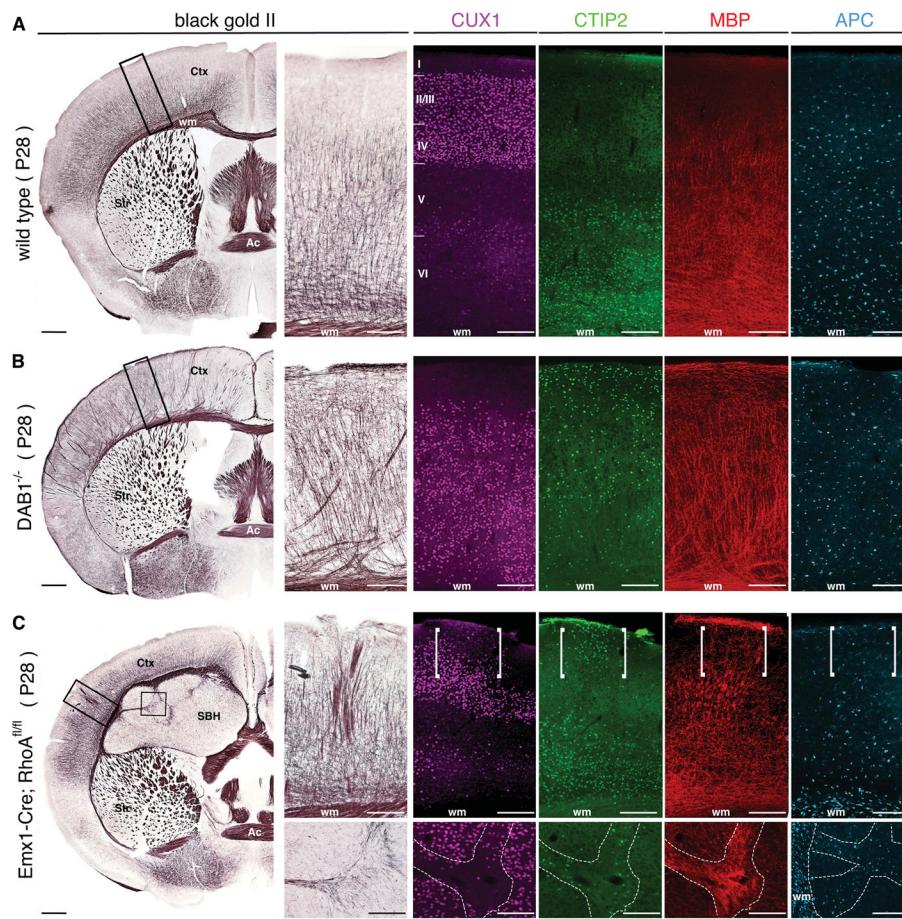 black gold II CUX1 CTIP2 MBP APC
A
wild type (P28)
Ctx
wm
Str
Ac
wm
I
II/III
IV
V
VI
wm
wm
wm
wm
B
DAB1-/- (P28)
Ctx
Str
Ac
wm
wm
wm
wm
wm
C
Emx1-Cre; RhoAfl/fl (P28)
Ctx
SBH
Str
Ac
wm
wm
wm
wm
wm
wm